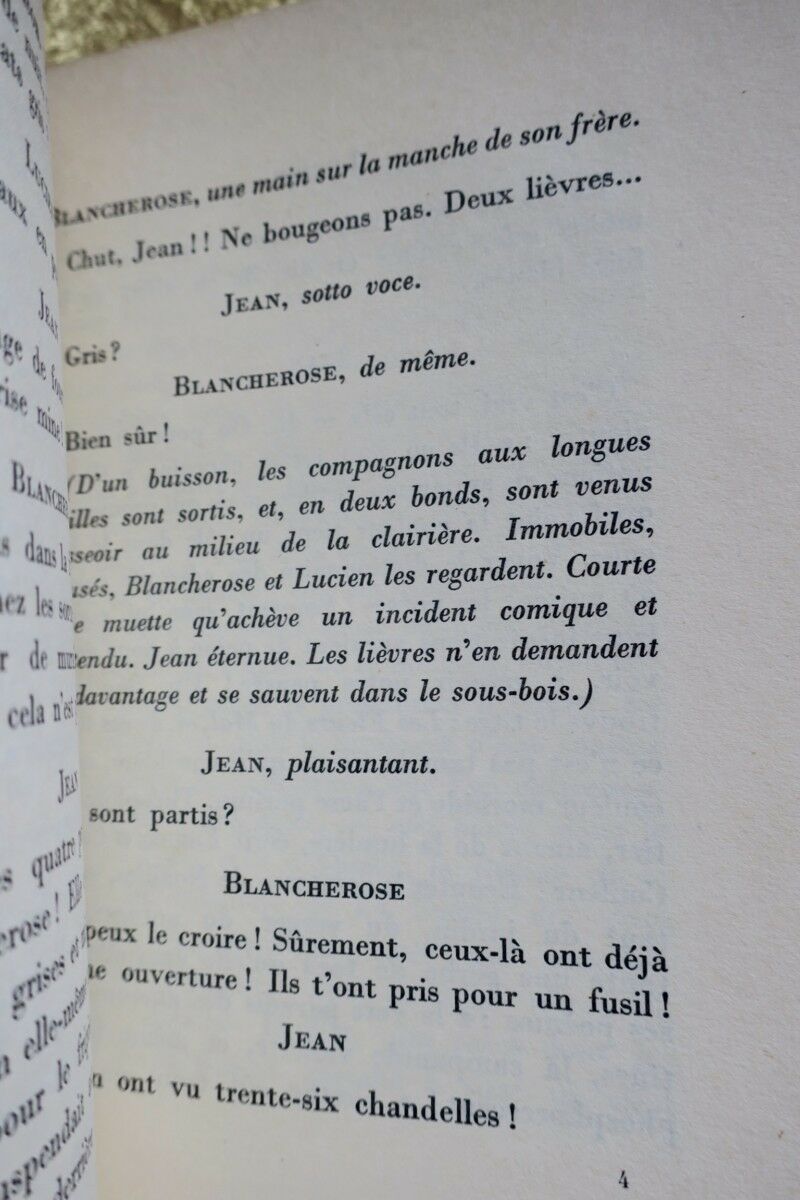 BLANCHEROSE, une main sur la manche de son frère.
Chut, Jean !! Ne bougeons pas. Deux lièvres...
JEAN, sotto voce.
Gris ?
BLANCHEROSE, de même.
Bien sûr !
(D'un buisson, les compagnons aux longues
illes sont sortis, et, en deux bonds, sont venus
sseoir au milieu de la clairière. Immobiles,
usés, Blancherose et Lucien les regardent. Courte
e muette qu'achève un incident comique et
endu. Jean éternue. Les lièvres n'en demandent
davantage et se sauvent dans le sous-bois.)
JEAN, plaisantant.
sont partis ?
BLANCHEROSE
peux le croire ! Sûrement, ceux-là ont déjà
ne ouverture ! Ils t'ont pris pour un fusil !
JEAN
ont vu trente-six chandelles !
4